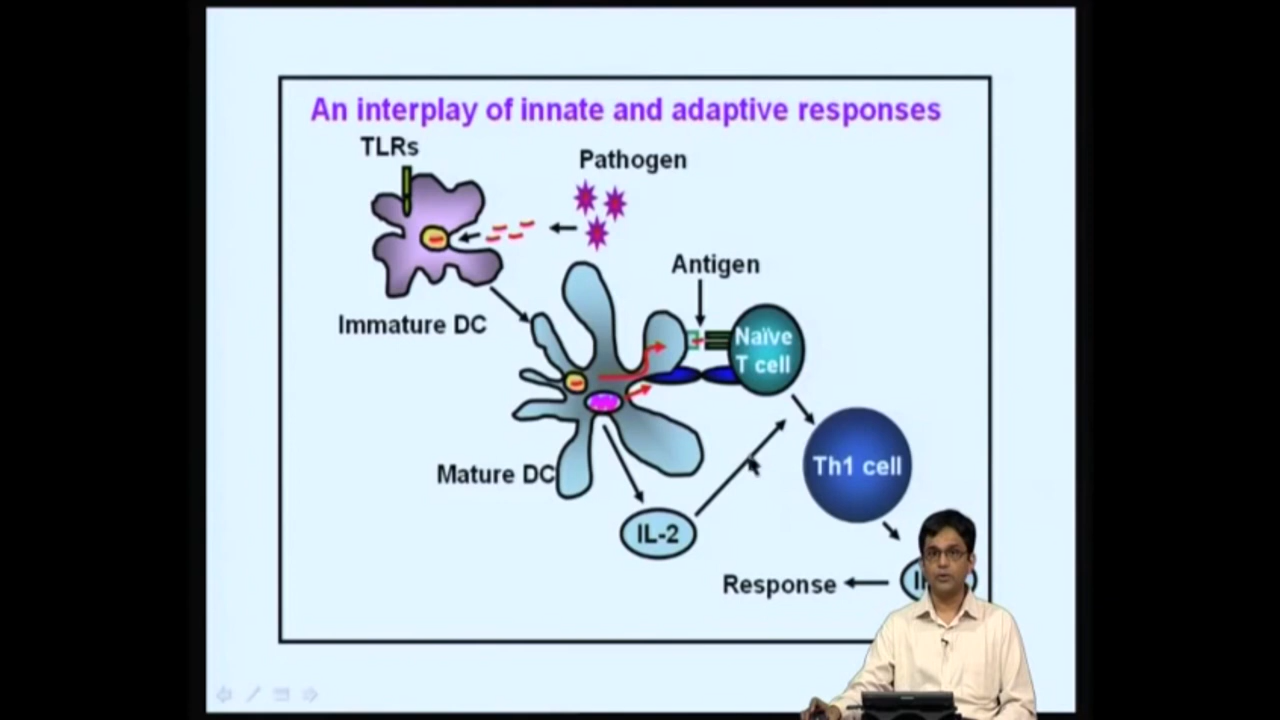 An interplay of innate and adaptive responses
TLRs
Pathogen
Antigen
Immature DC
Naïve
T cell
Mature DC
Th1 cell
IL-2
Response